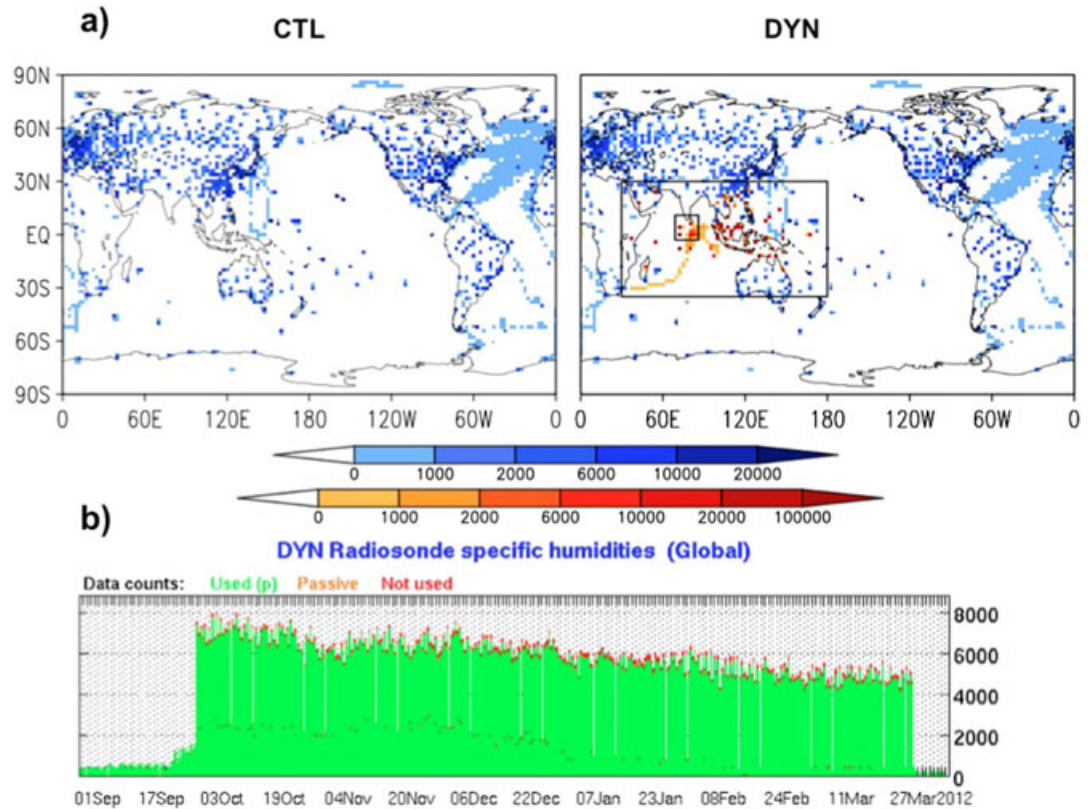 a)
CTL
DYN
90N
60N
30N
EQ
30S
60S
90S
0 60E 120E 180 120W 60W 0
0 60E 120E 180 120W 60W 0
0 1000 2000 6000 10000 20000
0 1000 2000 6000 10000 20000 100000
b)
DYN Radiosonde specific humidities (Global)
Data counts: Used (p) Passive Not used
8000
6000
4000
2000
0
01Sep 17Sep 03Oct 19Oct 04Nov 20Nov 06Dec 22Dec 07Jan 23Jan 08Feb 24Feb 11Mar 27Mar2012